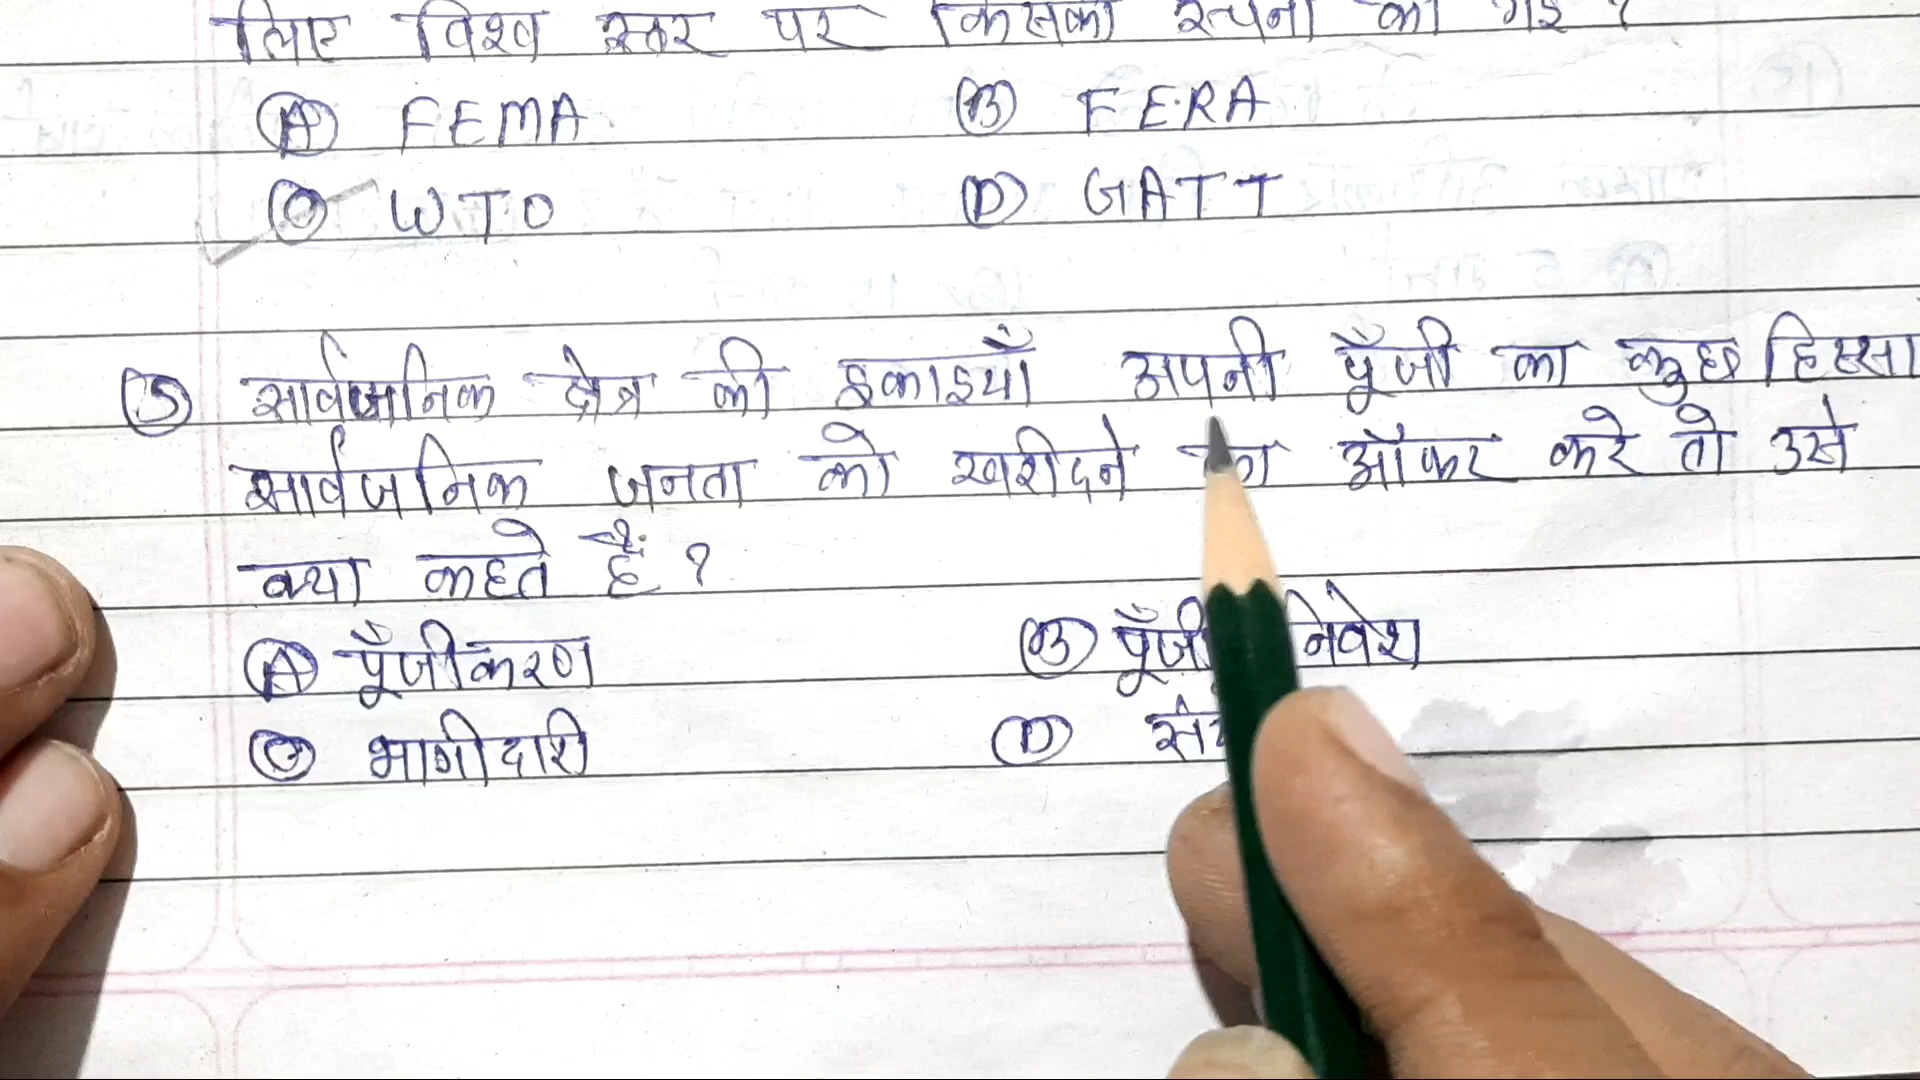 लिए विश्व स्तर पर किसकी रचना की गई ?
(A) FEMA (B) FERA
(C) WTO (D) GATT
(5) सार्वजनिक क्षेत्र की इकाइयाँ अपनी पूँजी का कुछ हिस्सा
सार्वजनिक जनता को खरीदने का ऑफर करे तो उसे
क्या कहते हैं ?
(A) पूँजीकरण (B) पूँजी निवेश
(C) भागीदारी (D)